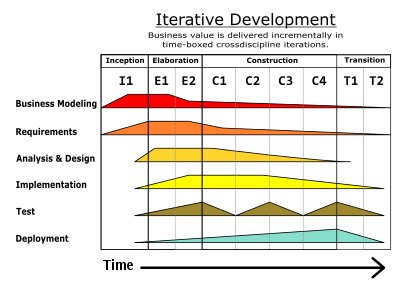 Iterative Development
Business value is delivered incrementally in
time-boxed crossdiscipline iterations.
Inception Elaboration Construction Transition
I1 E1 E2 C1 C2 C3 C4 T1 T2
Business Modeling
Requirements
Analysis & Design
Implementation
Test
Deployment
Time